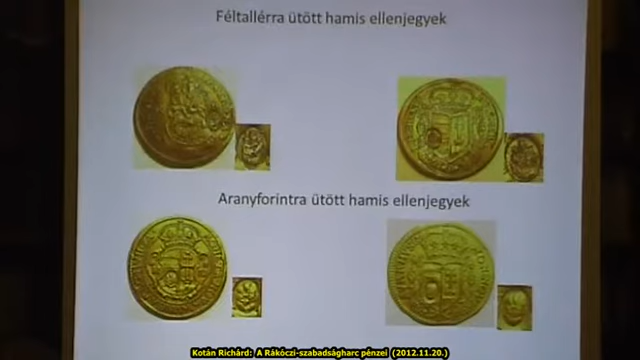 Féltallérra ütött hamis ellenjegyek
Aranyforintra ütött hamis ellenjegyek
Kotán Richárd: A Rákóczi-szabadságharc pénzei (2012.11.20.)